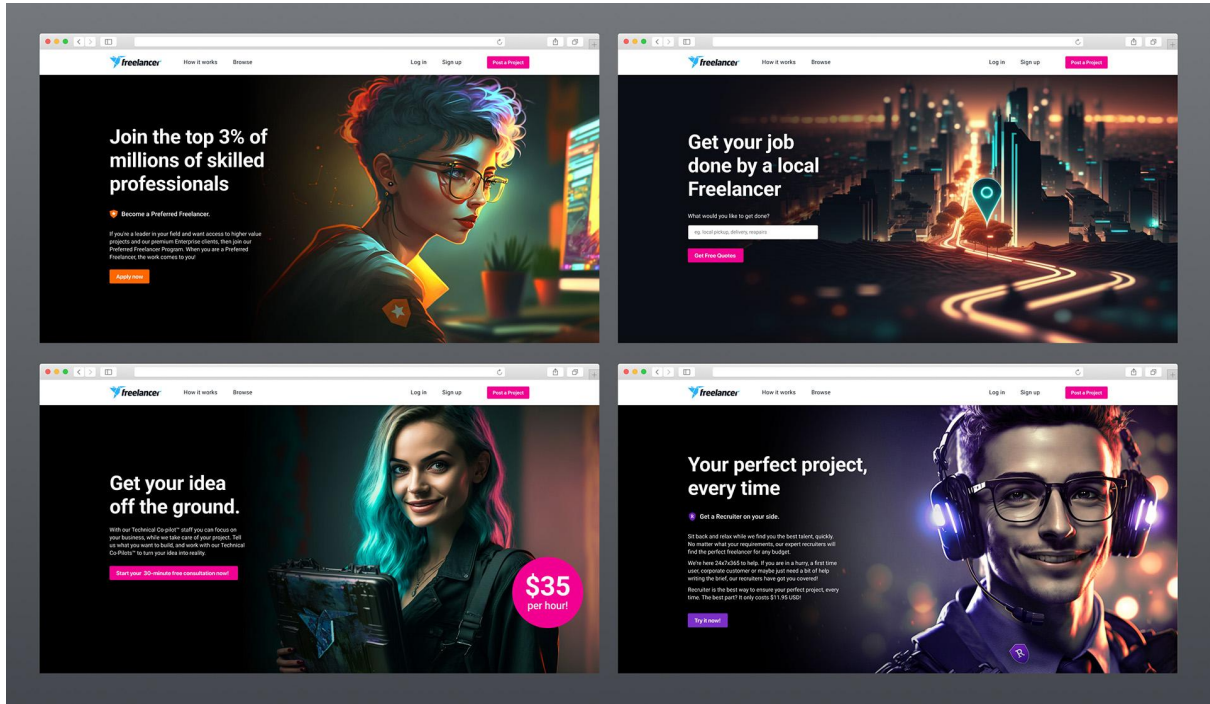 freelancer How it works Browse Log in Sign up Post a Project
Join the top 3% of
millions of skilled
professionals
Become a Preferred Freelancer.
If you're a leader in your field and want access to higher value
projects and our premium Enterprise clients, then join our
Preferred Freelancer Program. When you are a Preferred
Freelancer, the work comes to you!
Apply now
freelancer How it works Browse Log in Sign up Post a Project
Get your job
done by a local
Freelancer
What would you like to get done?
eg. local pickup, delivery, reapairs
Get Free Quotes
freelancer How it works Browse Log in Sign up Post a Project
Get your idea
off the ground.
With our Technical Co-pilot™ staff you can focus on
your business, while we take care of your project. Tell
us what you want to build, and work with our Technical
Co-Pilots™ to turn your idea into reality.
Start your 30-minute free consultation now!
$35
per hour!
freelancer How it works Browse Log in Sign up Post a Project
Your perfect project,
every time
R Get a Recruiter on your side.
Sit back and relax while we find you the best talent, quickly.
No matter what your requirements, our expert recruiters will
find the perfect freelancer for any budget.
We're here 24x7x365 to help. If you are in a hurry, a first time
user, corporate customer or maybe just need a bit of help
writing the brief, our recruiters have got you covered!
Recruiter is the best way to ensure your perfect project, every
time. The best part? It only costs $11.95 USD!
Try it now!
R